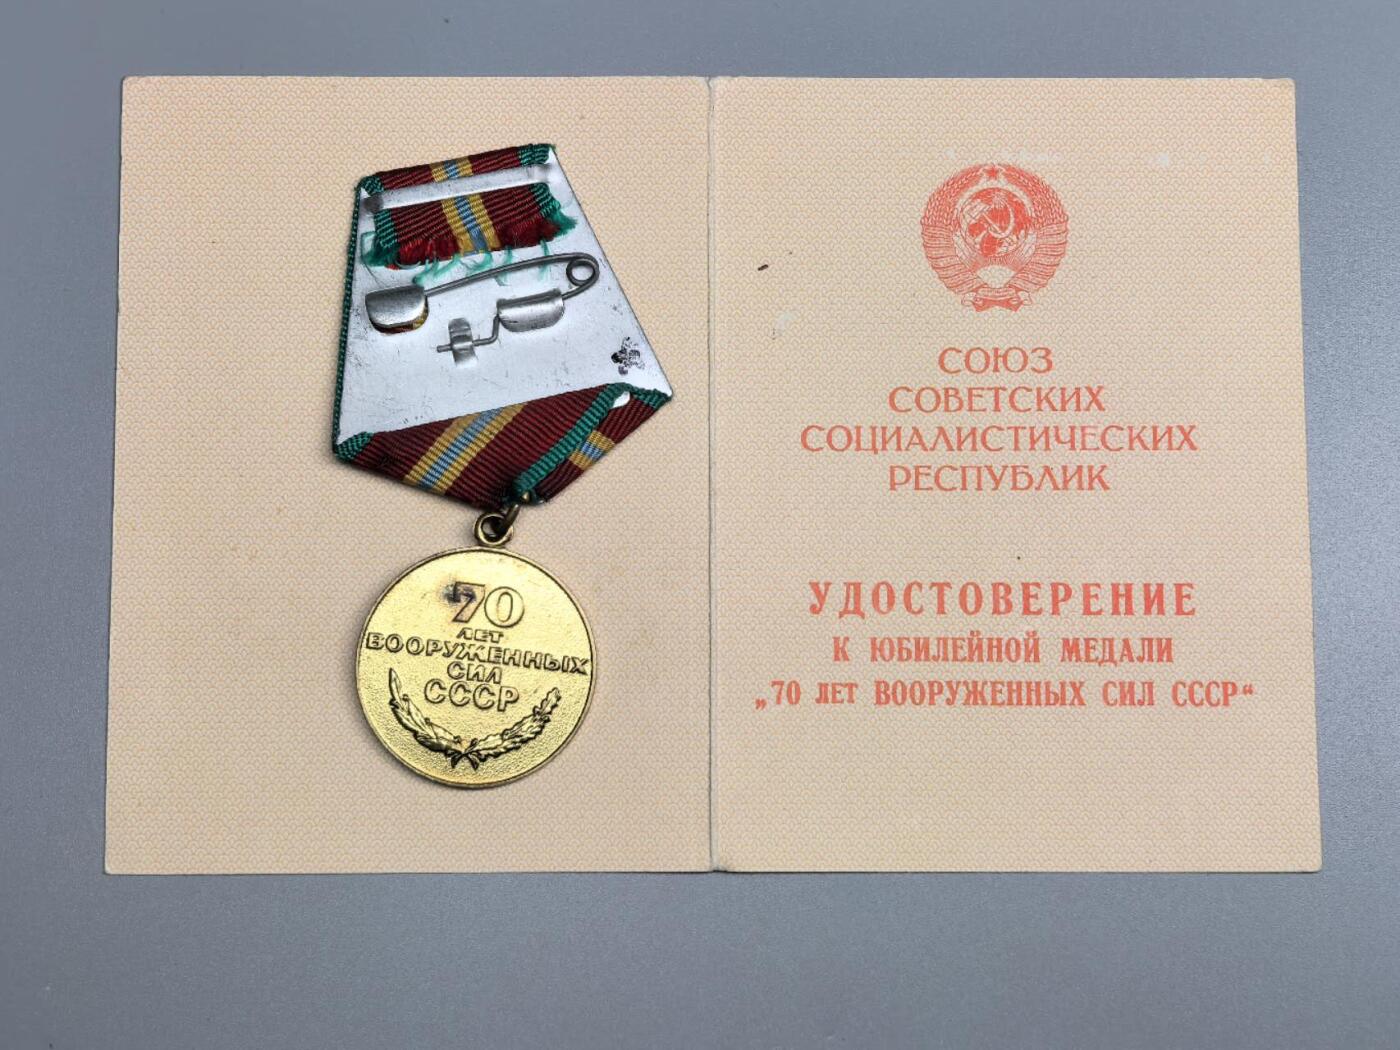 70
ЛЕТ
ВООРУЖЕННЫХ
СИЛ
СССР
СОЮЗ
СОВЕТСКИХ
СОЦИАЛИСТИЧЕСКИХ
РЕСПУБЛИК
УДОСТОВЕРЕНИЕ
К ЮБИЛЕЙНОЙ МЕДАЛИ
„70 ЛЕТ ВООРУЖЕННЫХ СИЛ СССР“